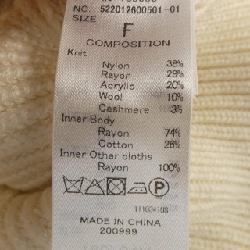 NO. 522012600501-01
SIZE
F
COMPOSITION
Knit
Nylon 38%
Rayon 29%
Acrylic 20%
Wool 10%
Cashmere 3%
Inner Body
Rayon 74%
Cotton 26%
Inner Other cloths
Rayon 100%
P
MADE IN CHINA
200999